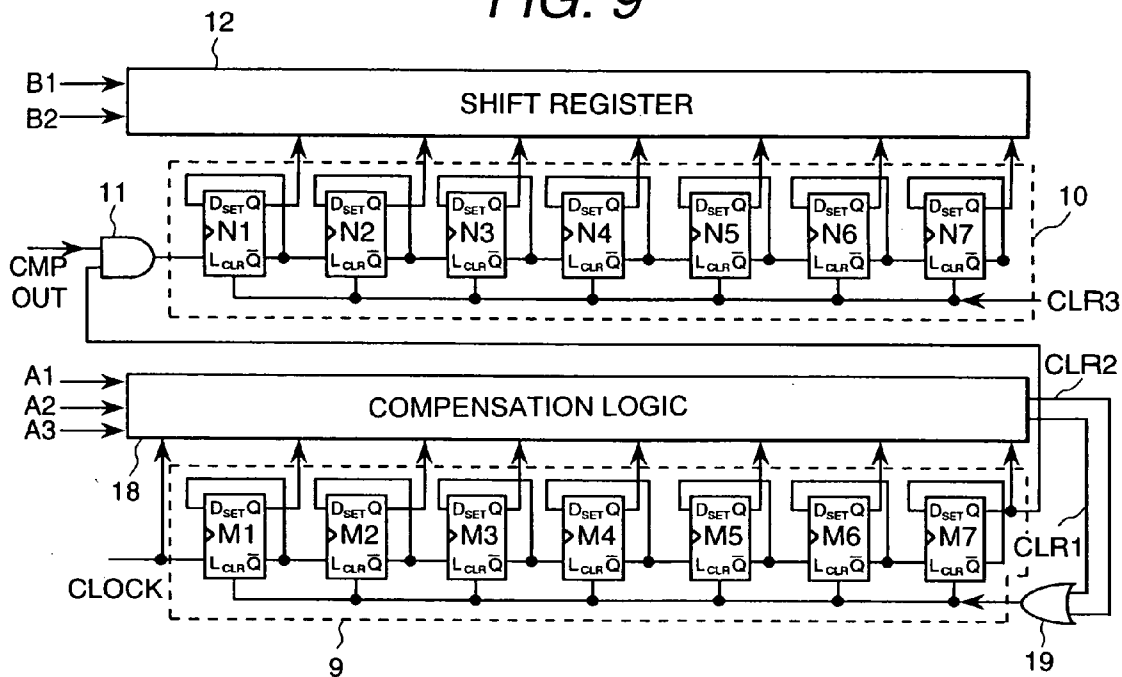 FIG. 9
12
B1
B2
SHIFT REGISTER
11
10
CMP
OUT
D SET Q
N1
L CLR Q̄
D SET Q
N2
L CLR Q̄
D SET Q
N3
L CLR Q̄
D SET Q
N4
L CLR Q̄
D SET Q
N5
L CLR Q̄
D SET Q
N6
L CLR Q̄
D SET Q
N7
L CLR Q̄
CLR3
CLR2
A1
A2
A3
COMPENSATION LOGIC
18
D SET Q
M1
L CLR Q̄
D SET Q
M2
L CLR Q̄
D SET Q
M3
L CLR Q̄
D SET Q
M4
L CLR Q̄
D SET Q
M5
L CLR Q̄
D SET Q
M6
L CLR Q̄
D SET Q
M7
L CLR Q̄
CLR1
CLOCK
9
19